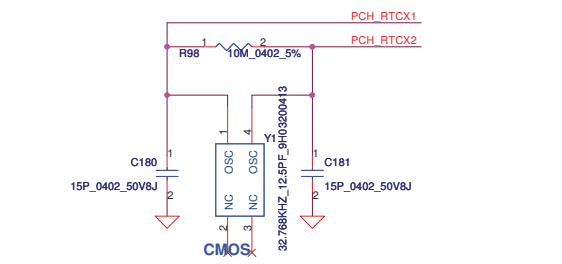 PCH_RTCX1
PCH_RTCX2
1 2
R98 10M_0402_5%
32.768KHZ_12.5PF_9H03200413
1 4
Y1
OSC OSC
NC NC
2 3
C180
1
15P_0402_50V8J
2
C181
1
15P_0402_50V8J
2
CMOS